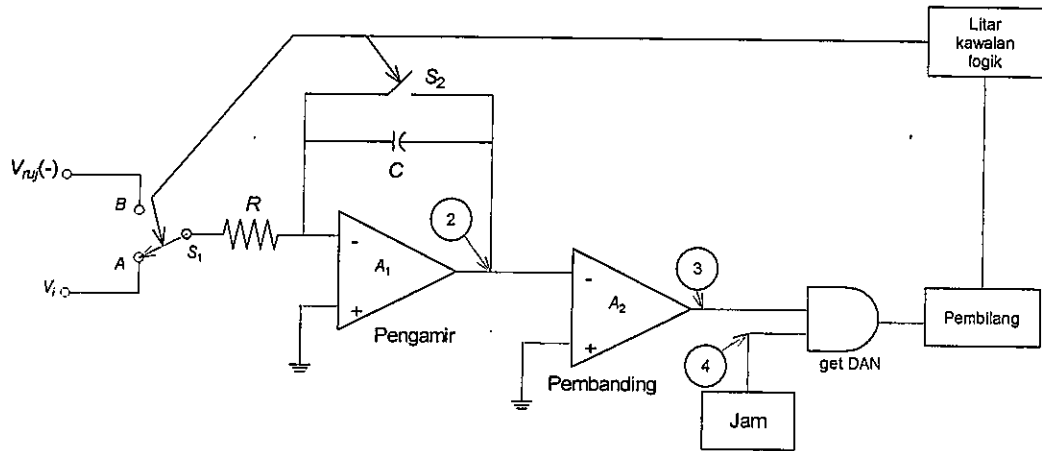 Litar
kawalan
logik
S2
C
Vruj(-)
B
R
2
A
S1
-
A1
3
-
Vi
A2
+
Pengamir
Pembilang
+
4
get DAN
Pembanding
Jam